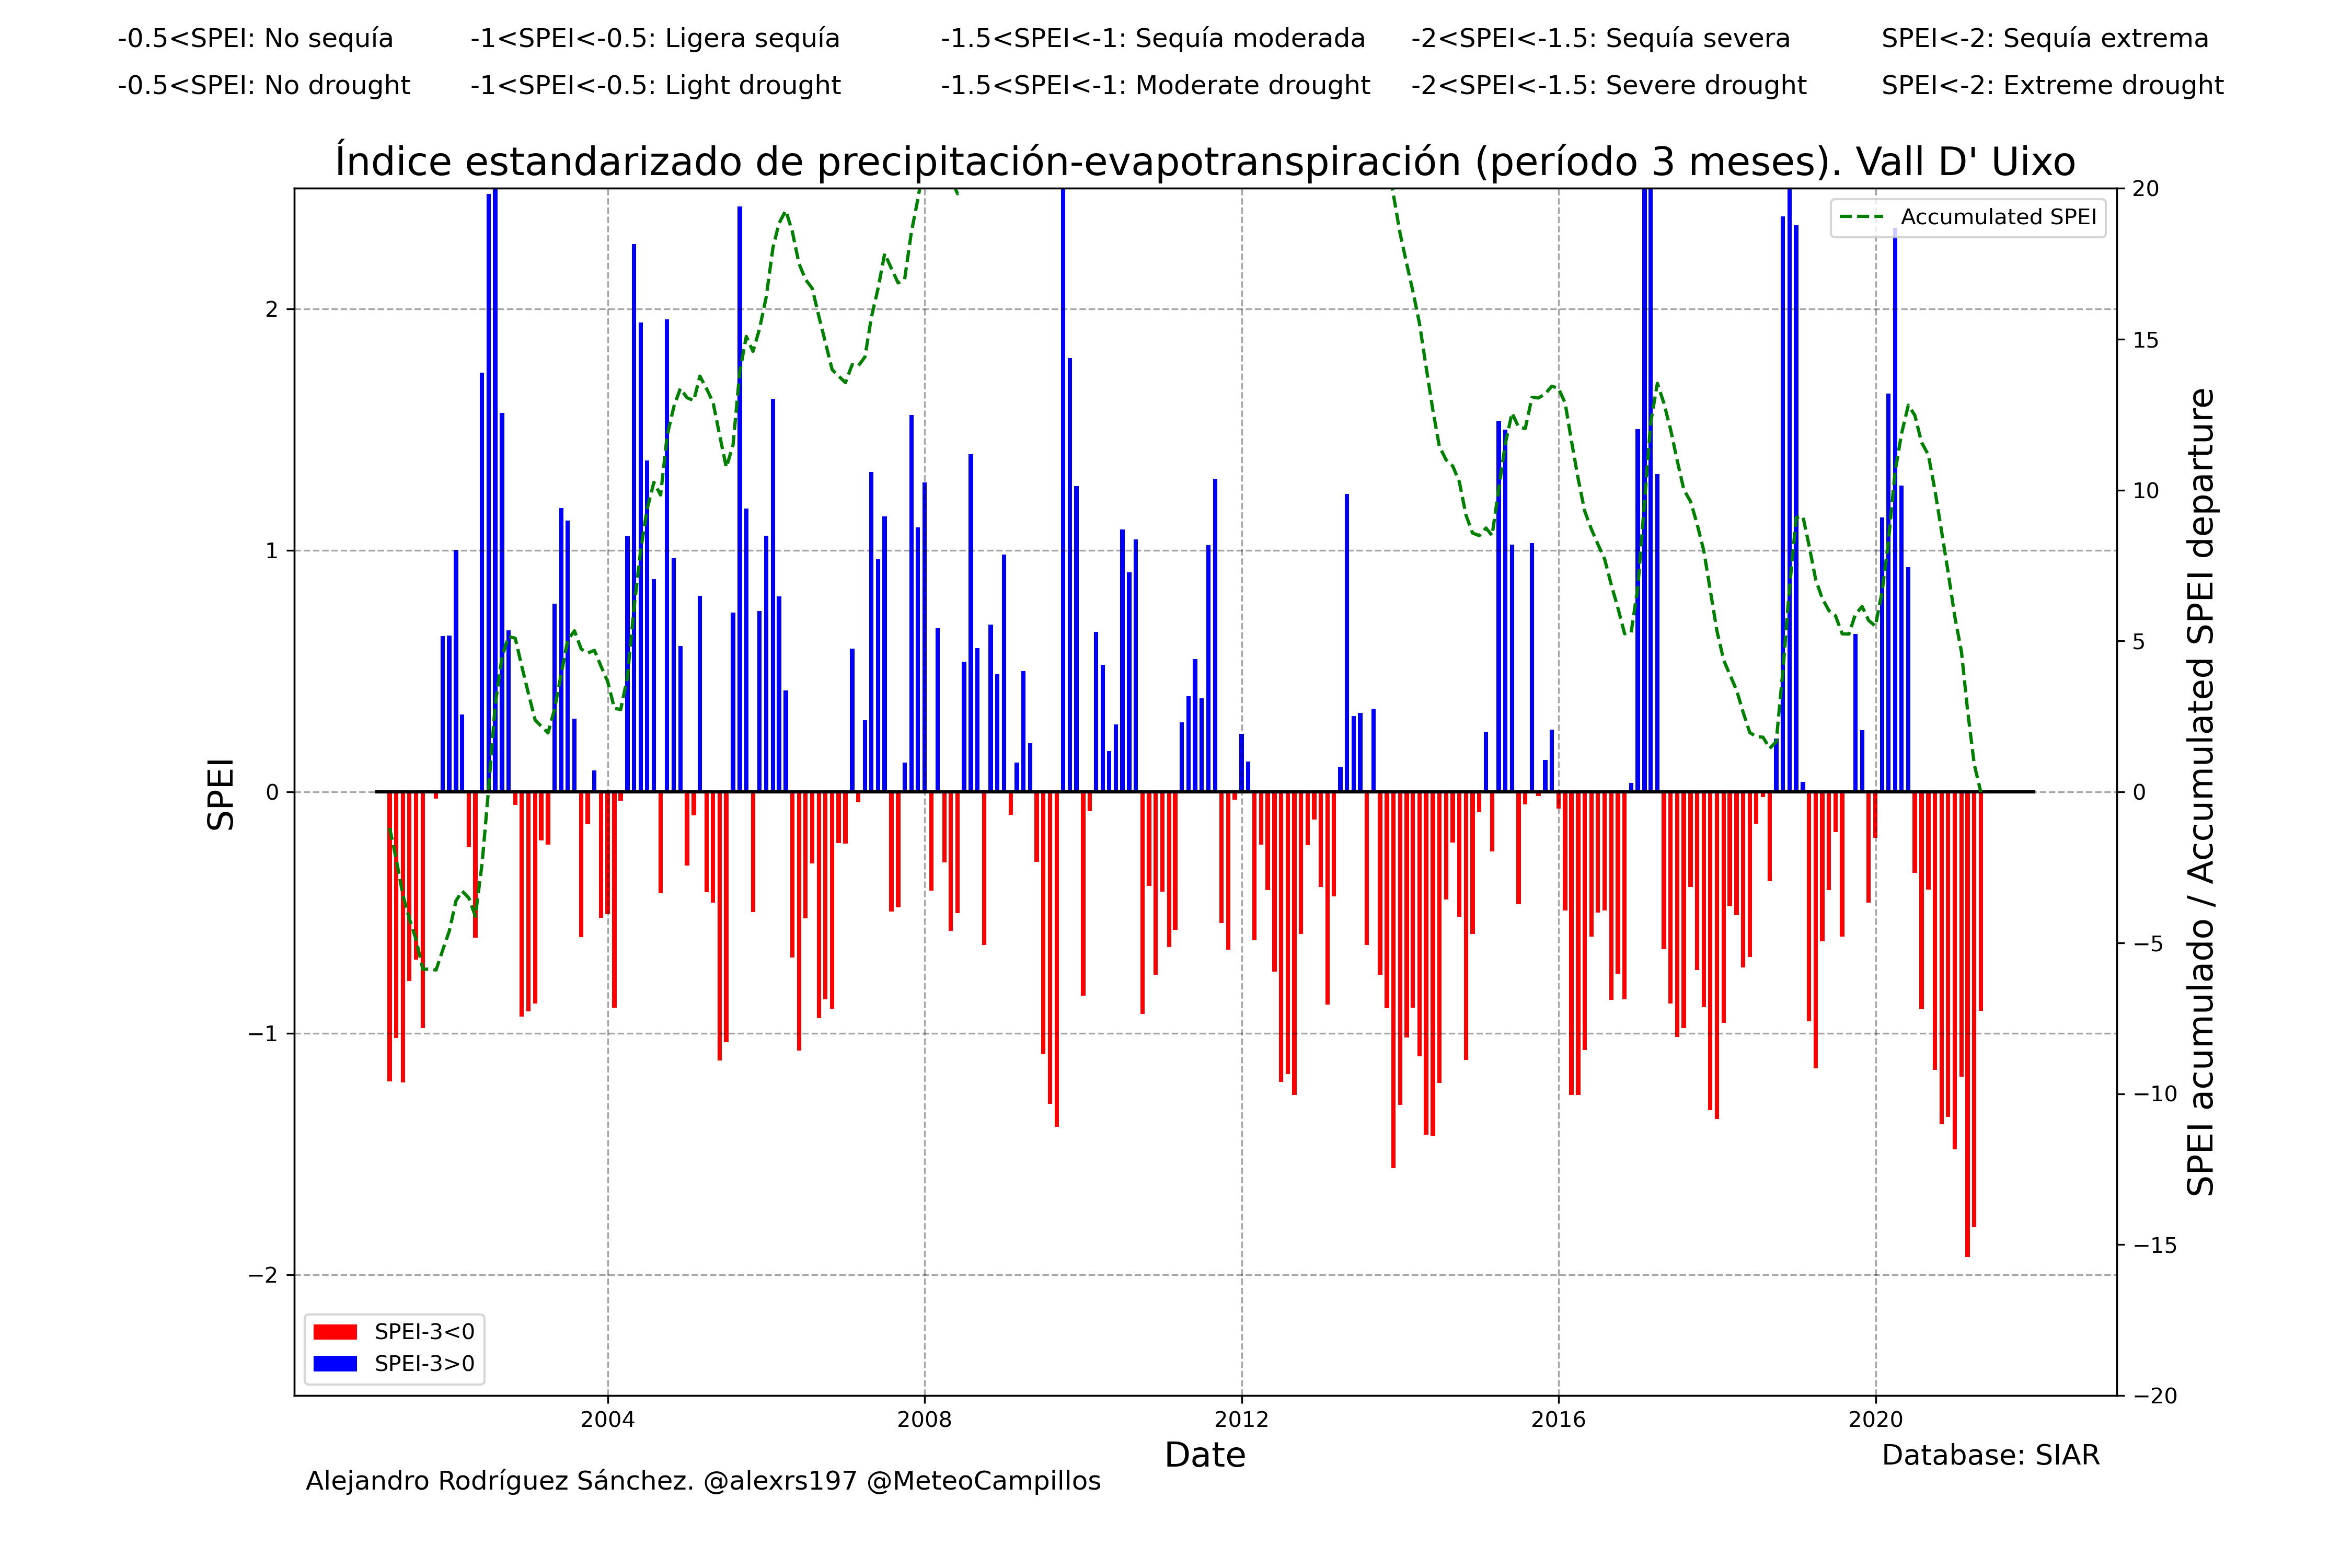 -0.5<SPEI: No sequía -1<SPEI<-0.5: Ligera sequía -1.5<SPEI<-1: Sequía moderada -2<SPEI<-1.5: Sequía severa SPEI<-2: Sequía extrema
-0.5<SPEI: No drought -1<SPEI<-0.5: Light drought -1.5<SPEI<-1: Moderate drought -2<SPEI<-1.5: Severe drought SPEI<-2: Extreme drought
Índice estandarizado de precipitación-evapotranspiración (período 3 meses). Vall D' Uixo
Accumulated SPEI
SPEI
2
1
0
−1
−2
20
15
10
5
0
−5
−10
−15
−20
SPEI acumulado / Accumulated SPEI departure
SPEI-3<0
SPEI-3>0
2004 2008 2012 2016 2020
Date
Database: SIAR
Alejandro Rodríguez Sánchez. @alexrs197 @MeteoCampillos